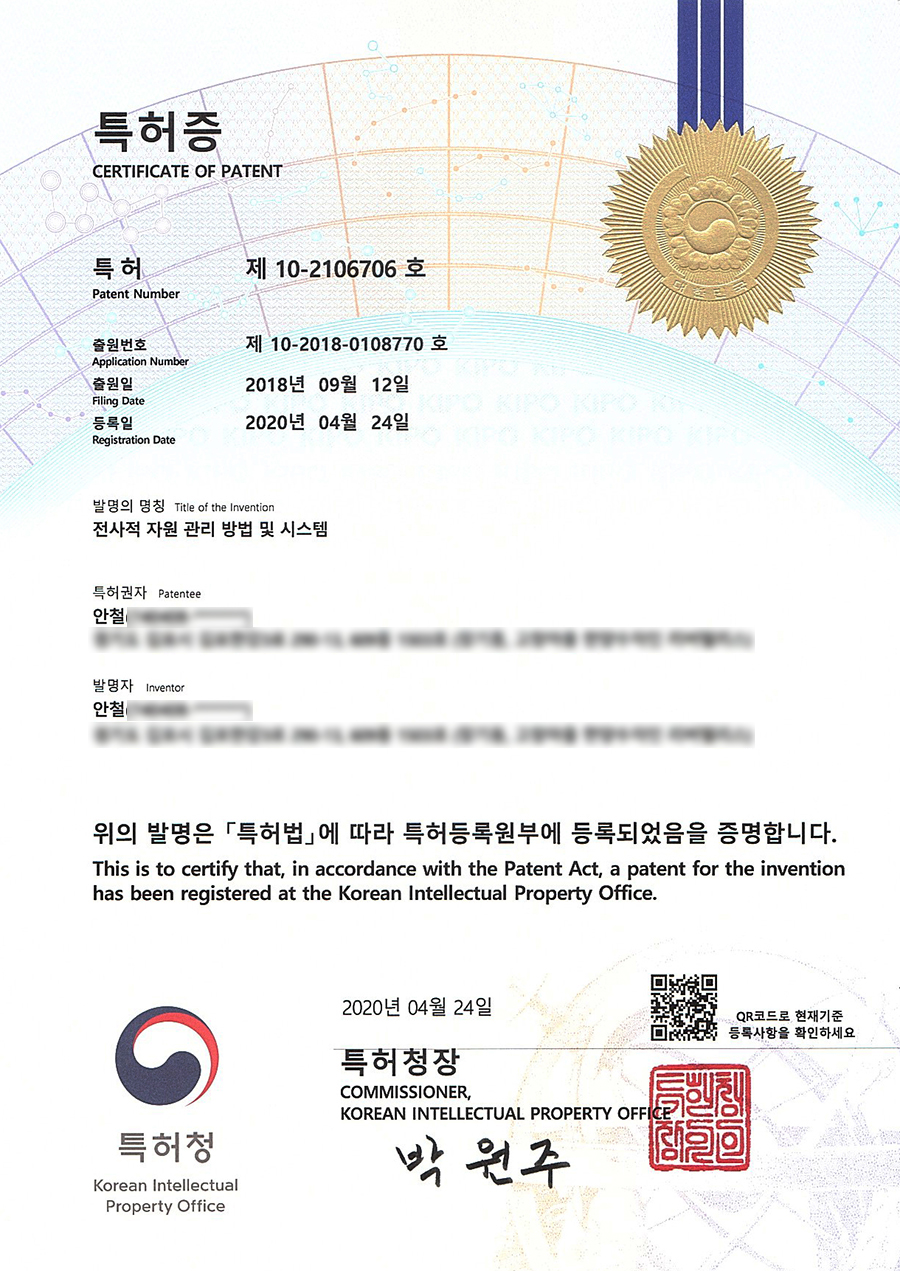 특허증
CERTIFICATE OF PATENT
특허 제 10-2106706 호
Patent Number
출원번호 제 10-2018-0108770 호
Application Number
출원일 2018년 09월 12일
Filing Date
등록일 2020년 04월 24일
Registration Date
KIPO KIPO KIPO
KIPO KIPO KIPO KIPO KIPO
KIPO KIPO KIPO KIPO KIPO KIPO KIPO
발명의 명칭 Title of the Invention
전사적 자원 관리 방법 및 시스템
특허권자 Patentee
안철
발명자 Inventor
안철
위의 발명은 「특허법」에 따라 특허등록원부에 등록되었음을 증명합니다.
This is to certify that, in accordance with the Patent Act, a patent for the invention
has been registered at the Korean Intellectual Property Office.
2020년 04월 24일
QR코드로 현재기준
등록사항을 확인하세요
특허청장
COMMISSIONER,
KOREAN INTELLECTUAL PROPERTY OFFICE
박원주
특허청
Korean Intellectual
Property Office